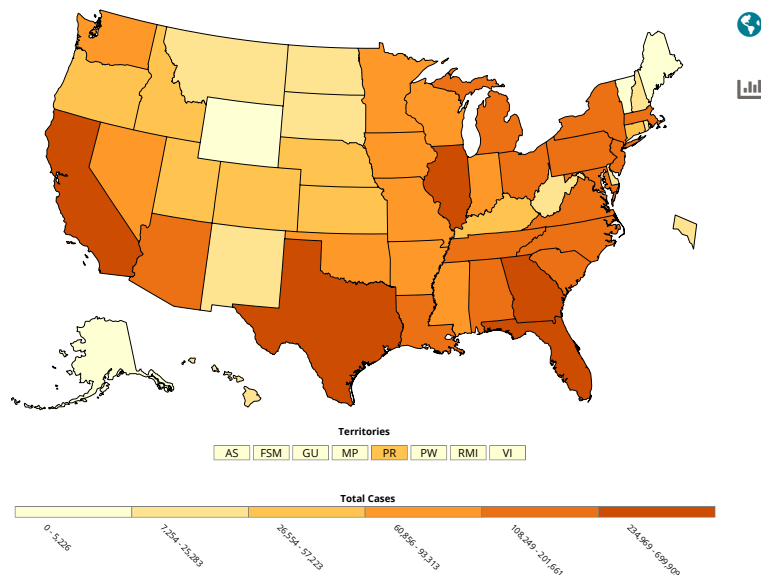 Territories
AS FSM GU MP PR PW RMI VI
Total Cases
0 - 5,226
7,254 - 25,283
26,554 - 57,223
60,856 - 93,313
108,249 - 201,661
234,969 - 699,909